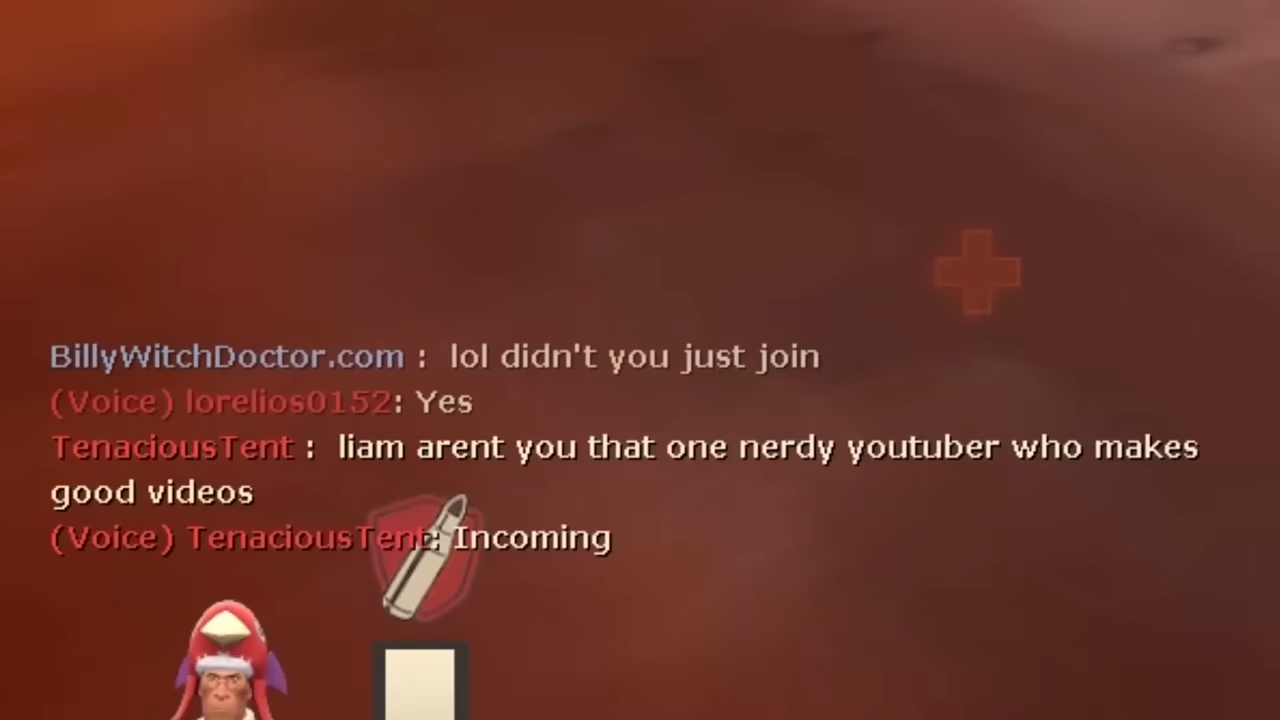 BillyWitchDoctor.com :  lol didn't you just join
(Voice) lorelios0152: Yes
TenaciousTent :  liam arent you that one nerdy youtuber who makes
good videos
(Voice) TenaciousTent: Incoming